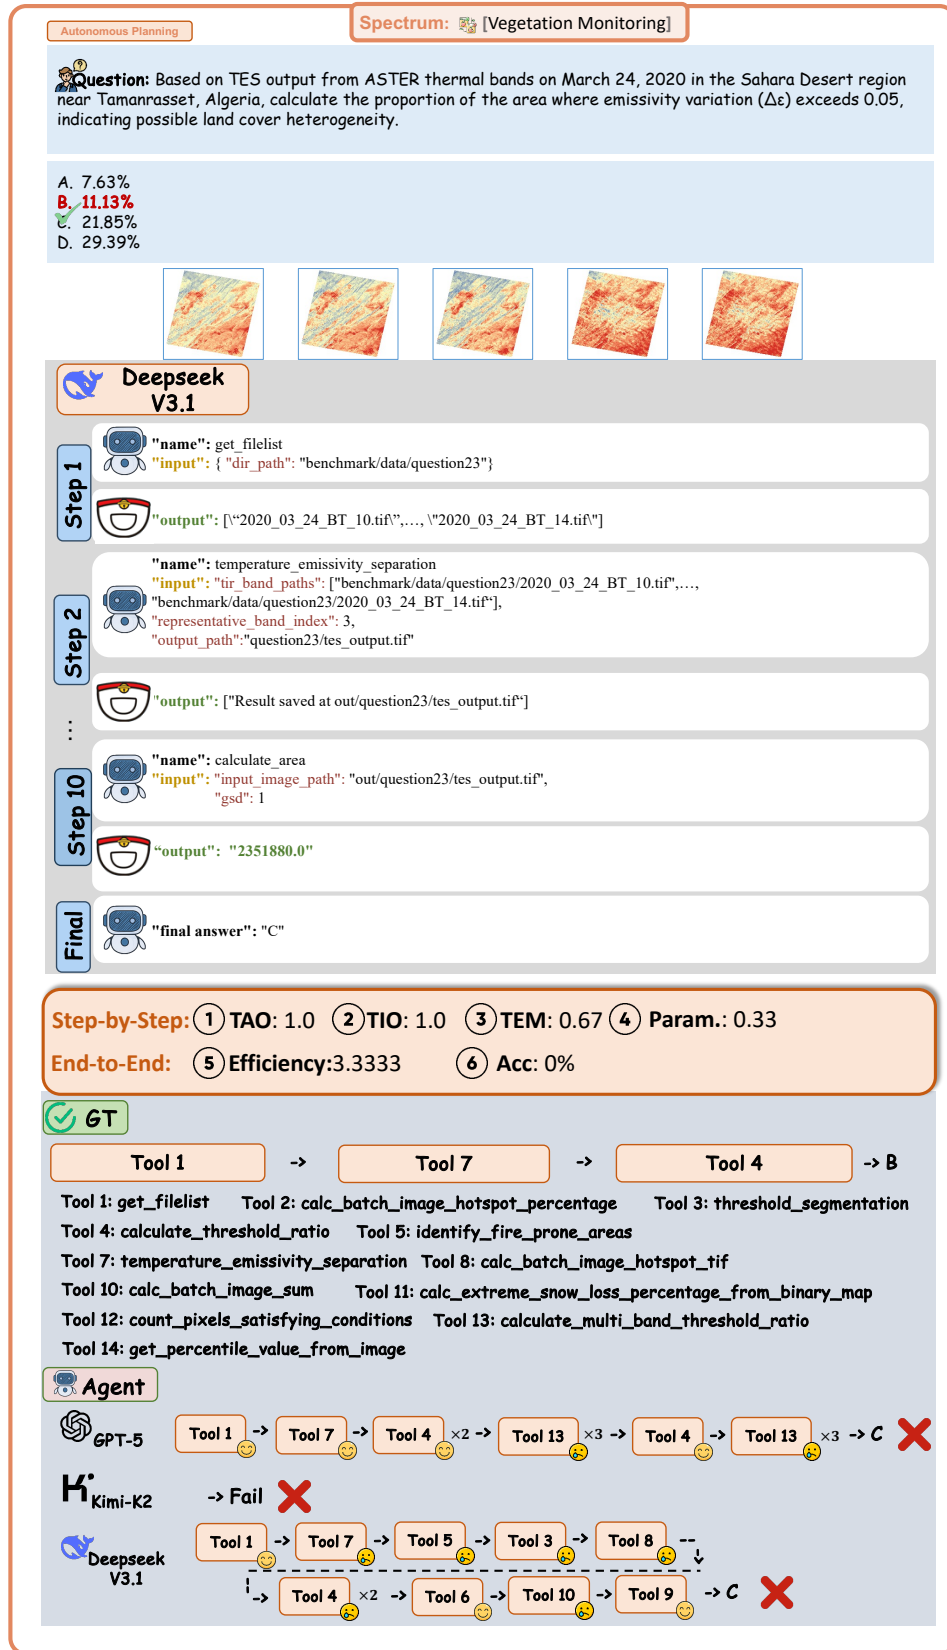 Autonomous Planning
Spectrum: [Vegetation Monitoring]
Question: Based on TES output from ASTER thermal bands on March 24, 2020 in the Sahara Desert region
near Tamanrasset, Algeria, calculate the proportion of the area where emissivity variation (Δε) exceeds 0.05,
indicating possible land cover heterogeneity.
A. 7.63%
B. 11.13%
C. 21.85%
D. 29.39%
Deepseek
V3.1
Step 1
"name": get_filelist
"input": { "dir_path": "benchmark/data/question23"}
"output": [\“2020_03_24_BT_10.tif\”,…, \"2020_03_24_BT_14.tif\"]
Step 2
"name": temperature_emissivity_separation
"input": "tir_band_paths": ["benchmark/data/question23/2020_03_24_BT_10.tif",…,
"benchmark/data/question23/2020_03_24_BT_14.tif“],
"representative_band_index": 3,
"output_path":"question23/tes_output.tif"
"output": ["Result saved at out/question23/tes_output.tif“]
...
Step 10
"name": calculate_area
"input": "input_image_path": "out/question23/tes_output.tif",
"gsd": 1
“output": "2351880.0"
Final
"final answer": "C"
Step-by-Step: 1 TAO: 1.0 2 TIO: 1.0 3 TEM: 0.67 4 Param.: 0.33
End-to-End: 5 Efficiency:3.3333 6 Acc: 0%
GT
Tool 1 -> Tool 7 -> Tool 4 -> B
Tool 1: get_filelist Tool 2: calc_batch_image_hotspot_percentage Tool 3: threshold_segmentation
Tool 4: calculate_threshold_ratio Tool 5: identify_fire_prone_areas
Tool 7: temperature_emissivity_separation Tool 8: calc_batch_image_hotspot_tif
Tool 10: calc_batch_image_sum Tool 11: calc_extreme_snow_loss_percentage_from_binary_map
Tool 12: count_pixels_satisfying_conditions Tool 13: calculate_multi_band_threshold_ratio
Tool 14: get_percentile_value_from_image
Agent
GPT-5 Tool 1 -> Tool 7 -> Tool 4 ×2 -> Tool 13 ×3 -> Tool 4 -> Tool 13 ×3 -> C
Kimi-K2 -> Fail
Deepseek
V3.1
Tool 1 -> Tool 7 -> Tool 5 -> Tool 3 -> Tool 8
-> Tool 4 ×2 -> Tool 6 -> Tool 10 -> Tool 9 -> C